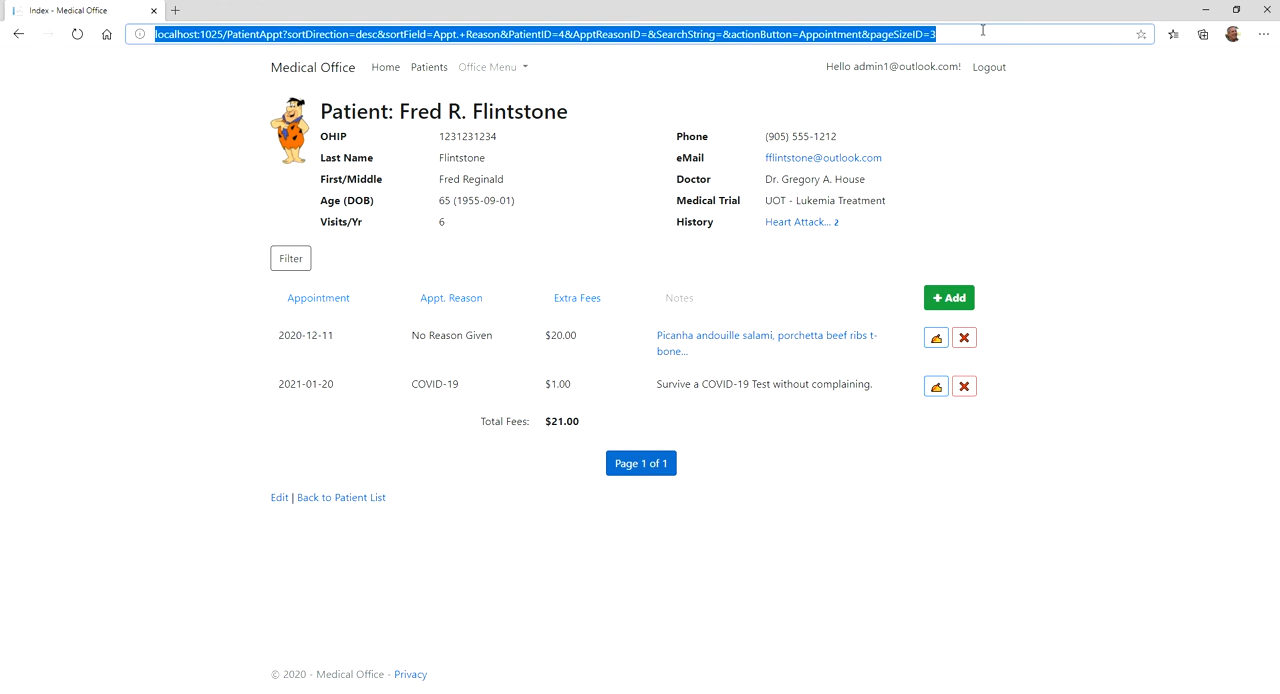 Index - Medical Office
localhost:1025/PatientAppt?sortDirection=desc&sortField=Appt.+Reason&PatientID=4&ApptReasonID=&SearchString=&actionButton=Appointment&pageSizeID=3
Medical Office Home Patients Office Menu Hello admin1@outlook.com! Logout
Patient: Fred R. Flintstone
OHIP 1231231234 Phone (905) 555-1212
Last Name Flintstone eMail fflintstone@outlook.com
First/Middle Fred Reginald Doctor Dr. Gregory A. House
Age (DOB) 65 (1955-09-01) Medical Trial UOT - Lukemia Treatment
Visits/Yr 6 History Heart Attack... 2
Filter
Appointment Appt. Reason Extra Fees Notes + Add
2020-12-11 No Reason Given $20.00 Picanha andouille salami, porchetta beef ribs t-
bone...
2021-01-20 COVID-19 $1.00 Survive a COVID-19 Test without complaining.
Total Fees: $21.00
Page 1 of 1
Edit | Back to Patient List
© 2020 - Medical Office - Privacy